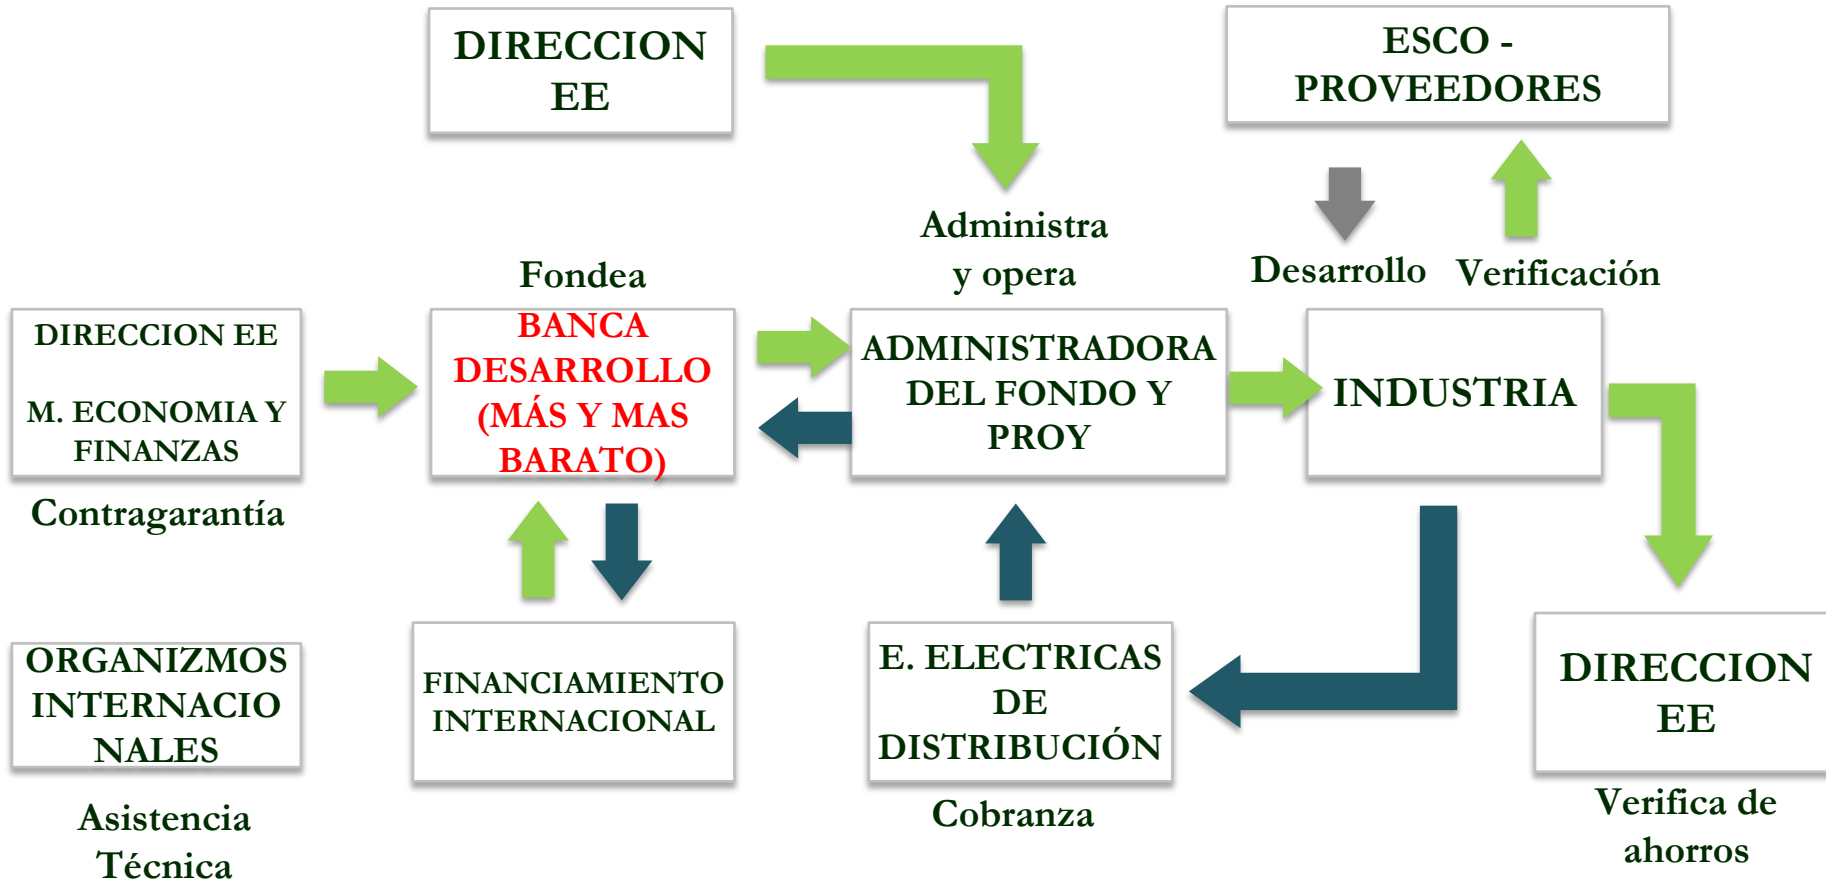 DIRECCION
EE
ESCO -
PROVEEDORES
Administra
y opera
Desarrollo
Verificación
Fondea
DIRECCION EE
M. ECONOMIA Y
FINANZAS
Contragarantía
BANCA
DESARROLLO
(MÁS Y MAS
BARATO)
ADMINISTRADORA
DEL FONDO Y
PROY
INDUSTRIA
ORGANIZMOS
INTERNACIO
NALES
Asistencia
Técnica
FINANCIAMIENTO
INTERNACIONAL
E. ELECTRICAS
DE
DISTRIBUCIÓN
Cobranza
DIRECCION
EE
Verifica de
ahorros